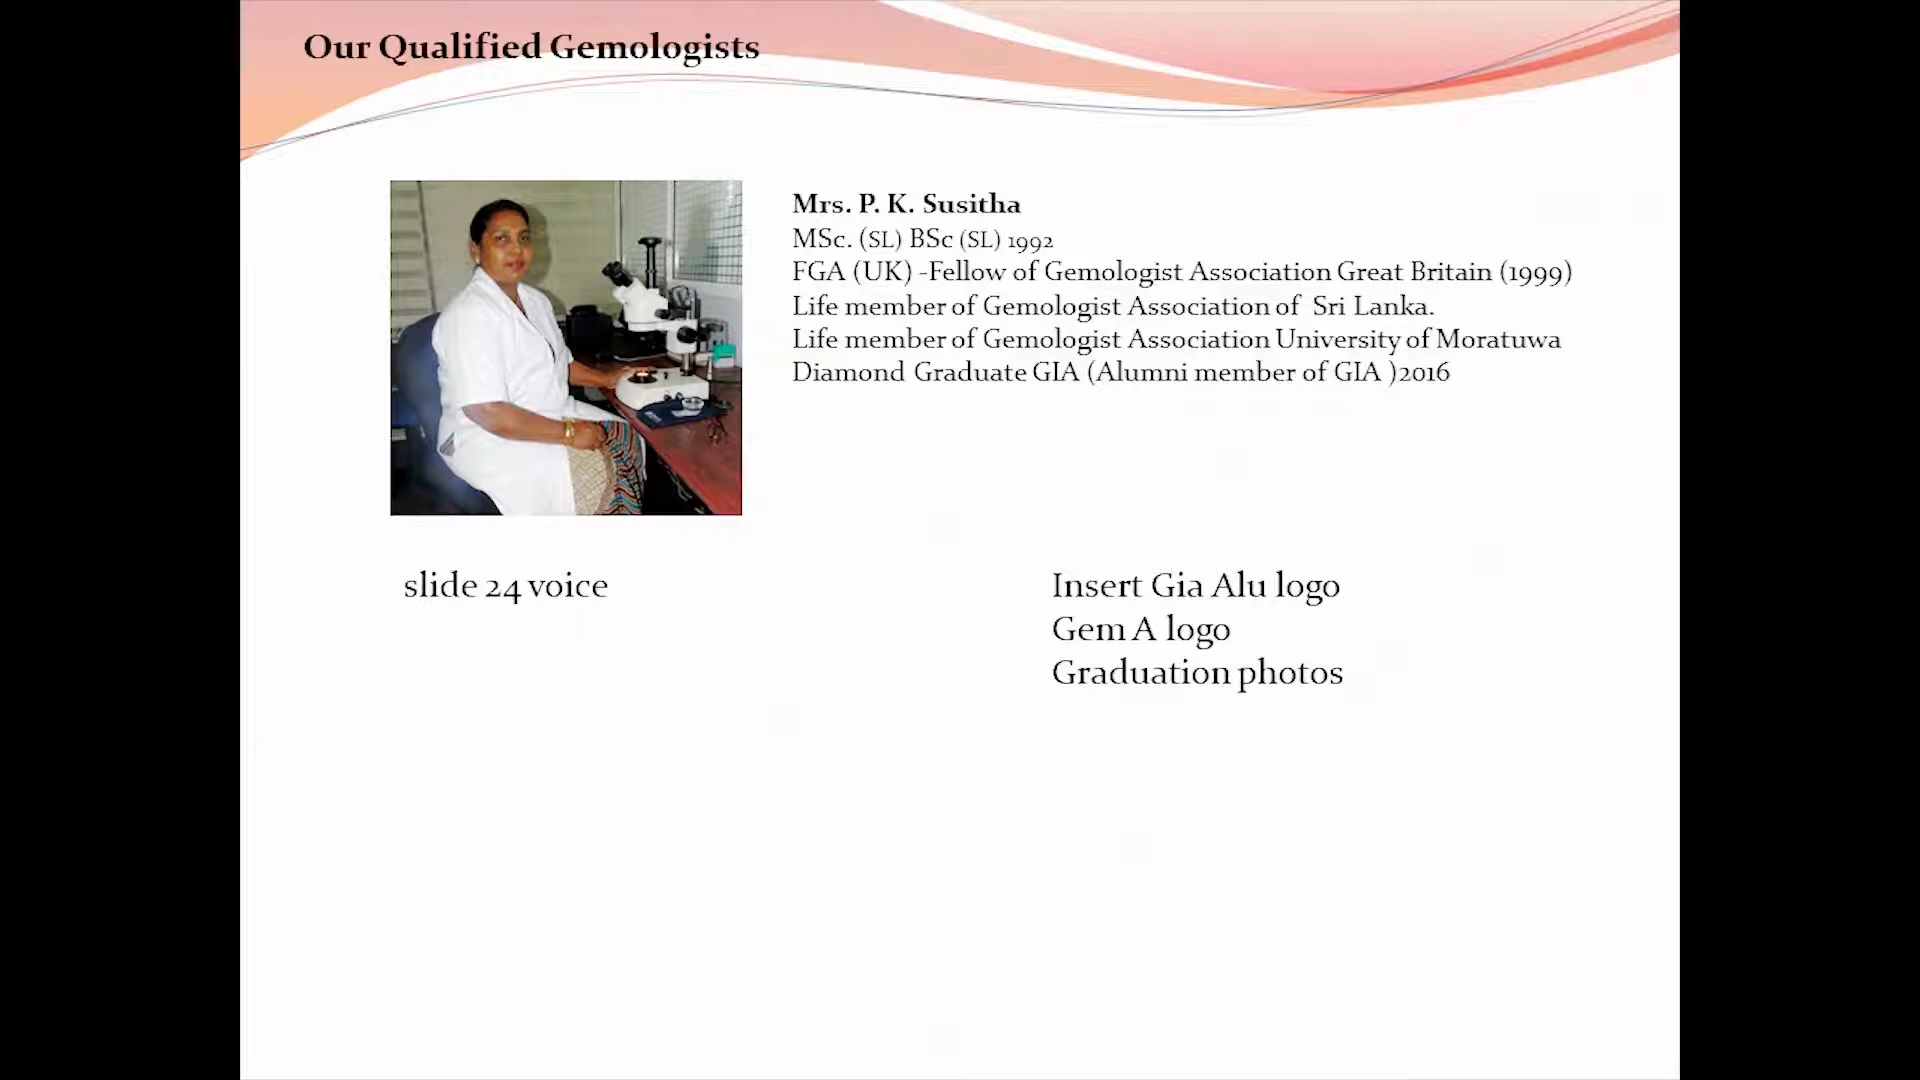 Our Qualified Gemologists
Mrs. P. K. Susitha
MSc. (SL) BSc (SL) 1992
FGA (UK) -Fellow of Gemologist Association Great Britain (1999)
Life member of Gemologist Association of Sri Lanka.
Life member of Gemologist Association University of Moratuwa
Diamond Graduate GIA (Alumni member of GIA )2016
slide 24 voice
Insert Gia Alu logo
Gem A logo
Graduation photos